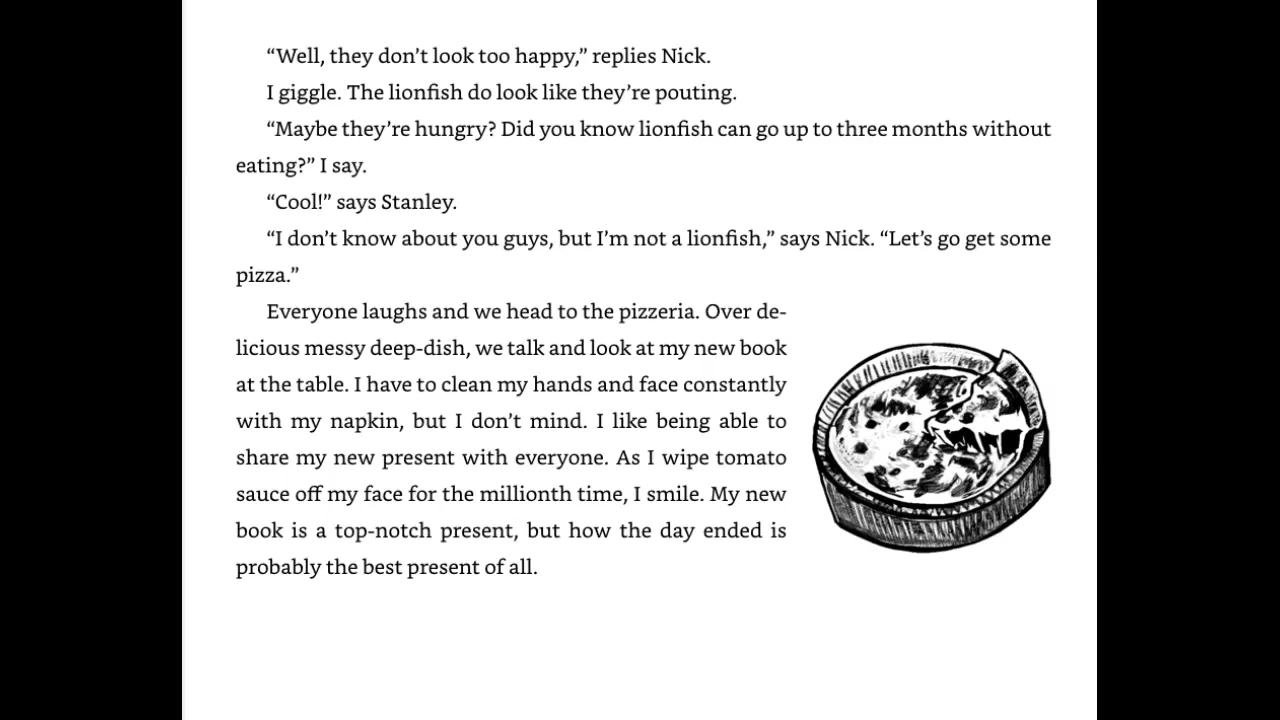 “Well, they don’t look too happy,” replies Nick.
I giggle. The lionfish do look like they’re pouting.
“Maybe they’re hungry? Did you know lionfish can go up to three months without
eating?” I say.
“Cool!” says Stanley.
“I don’t know about you guys, but I’m not a lionfish,” says Nick. “Let’s go get some
pizza.”
Everyone laughs and we head to the pizzeria. Over de-
licious messy deep-dish, we talk and look at my new book
at the table. I have to clean my hands and face constantly
with my napkin, but I don’t mind. I like being able to
share my new present with everyone. As I wipe tomato
sauce off my face for the millionth time, I smile. My new
book is a top-notch present, but how the day ended is
probably the best present of all.